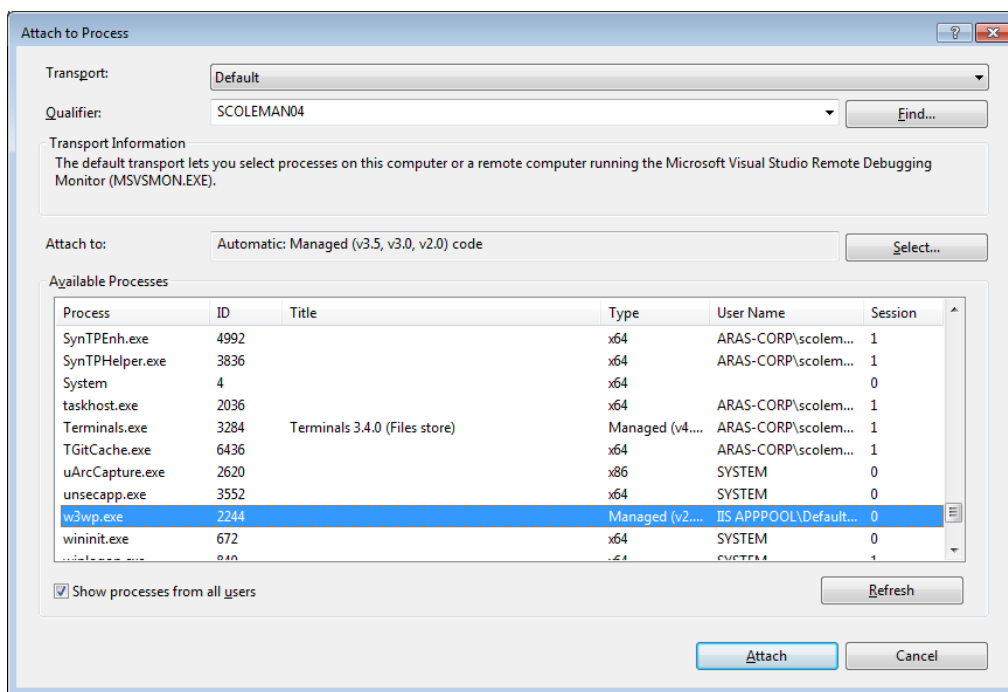 Attach to Process
Transport: Default
Qualifier: SCOLEMAN04 Find...
Transport Information
The default transport lets you select processes on this computer or a remote computer running the Microsoft Visual Studio Remote Debugging
Monitor (MSVSMON.EXE).
Attach to: Automatic: Managed (v3.5, v3.0, v2.0) code Select...
Available Processes
Process ID Title Type User Name Session
SynTPEnh.exe 4992 x64 ARAS-CORP\scolem... 1
SynTPHelper.exe 3836 x64 ARAS-CORP\scolem... 1
System 4 x64 0
taskhost.exe 2036 x64 ARAS-CORP\scolem... 1
Terminals.exe 3284 Terminals 3.4.0 (Files store) Managed (v4.... ARAS-CORP\scolem... 1
TGitCache.exe 6436 x64 ARAS-CORP\scolem... 1
uArcCapture.exe 2620 x86 SYSTEM 0
unsecapp.exe 3552 x64 SYSTEM 0
w3wp.exe 2244 Managed (v2.... IIS APPPOOL\Default... 0
wininit.exe 672 x64 SYSTEM 0
winlogon.exe 840 x64 SYSTEM 1
Show processes from all users Refresh
Attach Cancel